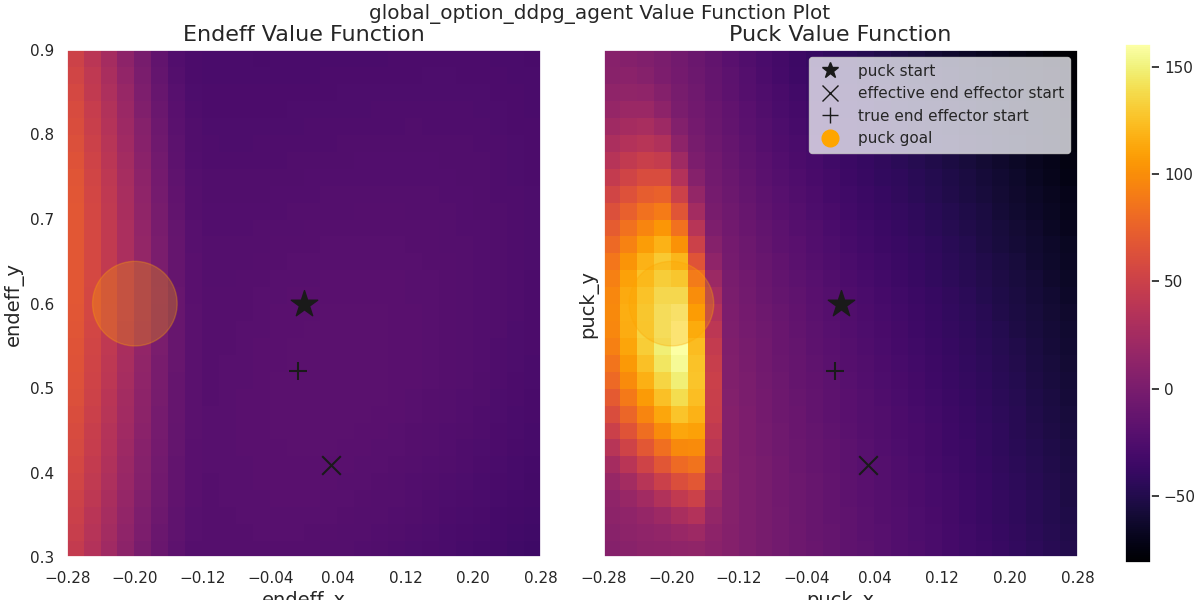 global_option_ddpg_agent Value Function Plot
Endeff Value Function
Puck Value Function
0.9
0.8
0.7
0.6
0.5
0.4
0.3
endeff_y
−0.28 −0.20 −0.12 −0.04 0.04 0.12 0.20 0.28
endeff_x
puck start
effective end effector start
true end effector start
puck goal
puck_y
−0.28 −0.20 −0.12 −0.04 0.04 0.12 0.20 0.28
puck_x
150
100
50
0
−50